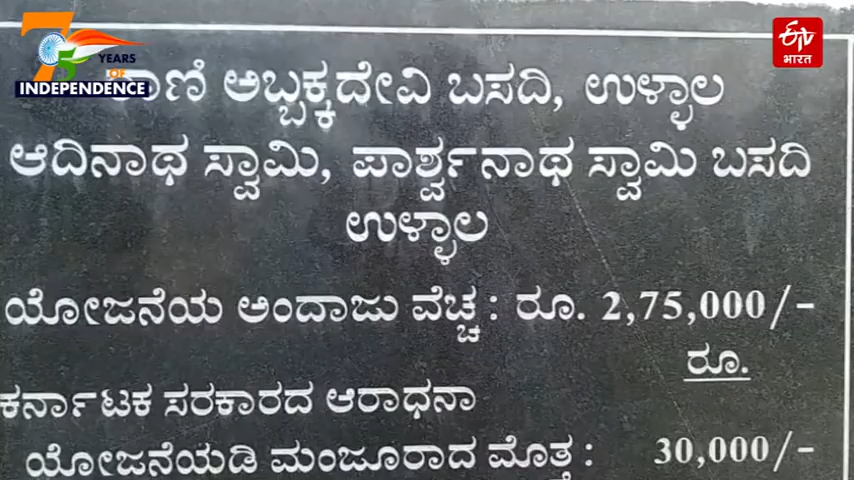 75 YEARS
OF
INDEPENDENCE
ETV
भारत
ರಾಣಿ ಅಬ್ಬಕ್ಕದೇವಿ ಬಸದಿ, ಉಳ್ಳಾಲ
ಆದಿನಾಥ ಸ್ವಾಮಿ, ಪಾರ್ಶ್ವನಾಥ ಸ್ವಾಮಿ ಬಸದಿ
ಉಳ್ಳಾಲ
ಯೋಜನೆಯ ಅಂದಾಜು ವೆಚ್ಚ : ರೂ. 2,75,000/-
ರೂ.
ಕರ್ನಾಟಕ ಸರಕಾರದ ಆರಾಧನಾ
ಯೋಜನೆಯಡಿ ಮಂಜೂರಾದ ಮೊತ್ತ : 30,000/-